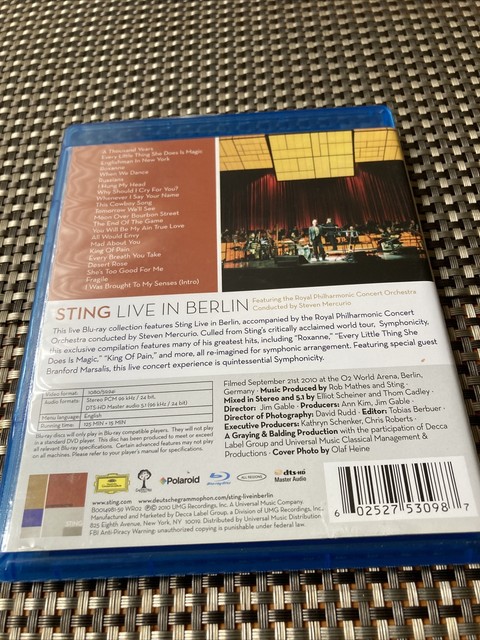 A Thousand Years
Every Little Thing She Does Is Magic
Englishman In New York
Roxanne
When We Dance
Russians
I Hung My Head
Why Should I Cry For You?
Whenever I Say Your Name
This Cowboy Song
Tomorrow We'll See
Moon Over Bourbon Street
The End Of The Game
You Will Be My Ain True Love
All Would Envy
Mad About You
King Of Pain
Every Breath You Take
Desert Rose
She's Too Good For Me
Fragile
I Was Brought To My Senses (Intro)
STING LIVE IN BERLIN
Featuring the Royal Philharmonic Concert Orchestra
Conducted by Steven Mercurio
This live Blu-ray collection features Sting Live in Berlin, accompanied by the Royal Philharmonic Concert
Orchestra conducted by Steven Mercurio. Culled from Sting's critically acclaimed world tour, Symphonicity,
this exclusive compilation features many of his greatest hits, including "Roxanne," "Every Little Thing She
Does Is Magic," "King Of Pain," and more, all re-imagined for symphonic arrangement. Featuring special guest
Branford Marsalis, this live concert experience is quintessential Symphonicity.
Video format: 1080/59.94i
Audio formats: Stereo PCM (96 kHz / 24 bit),
DTS-HD Master audio 5.1 (96 kHz / 24 bit)
Menu language: English
Running time: 125 MIN + 15 MIN
Blu-ray discs will only play in Blu-ray compatible players. They will not play
in a standard DVD player. This disc has been produced to meet or exceed
all relevant Blu-ray specifications. Certain advanced features may not play
on all machines. Please refer to your player's manual for specifications.
Filmed September 21st 2010 at the O2 World Arena, Berlin,
Germany · Music Produced by Rob Mathes and Sting ·
Mixed in Stereo and 5.1 by Elliot Scheiner and Thom Cadley ·
Director: Jim Gable · Producers: Ann Kim, Jim Gable ·
Director of Photography: David Rudd · Editor: Tobias Berbuer ·
Executive Producers: Kathryn Schenker, Chris Roberts ·
A Graying & Balding Production with the participation of Decca
Label Group and Universal Music Classical Management &
Productions · Cover Photo by Olaf Heine
Polaroid
Blu-ray Disc
ALL REGIONS
dts-HD
Master Audio
www.sting.com www.deutschegrammophon.com/sting-liveinberlin
2010 UMG Recordings, Inc. A Universal Music Company.
Manufactured and Marketed by Decca Label Group, a Division of UMG Recordings, Inc.,
825 Eighth Avenue, New York, NY 10019. Distributed by Universal Music Distribution
FBI Anti-Piracy Warning: unauthorized copying is punishable under federal law.
6 02527 53098 7